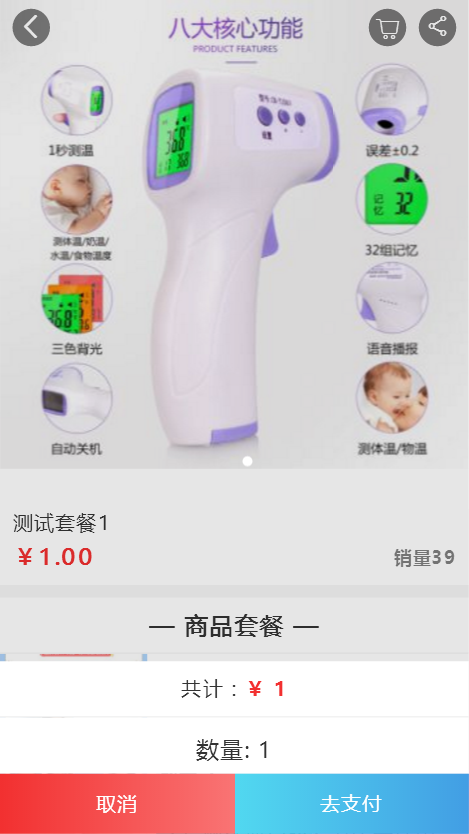 八大核心功能
PRODUCT FEATURES
1秒测温
误差±0.2
测体温/奶温/
水温/食物温度
记忆 32
32组记忆
三色背光
语音播报
自动关机
测体温/物温
测试套餐1
￥1.00
销量39
— 商品套餐 —
共计：￥ 1
数量: 1
取消
去支付